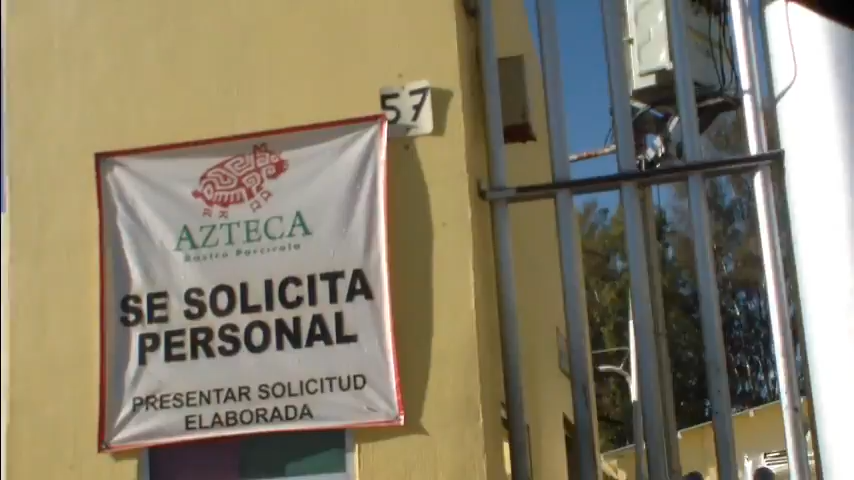 57
AZTECA
Rastro Porcícola
SE SOLICITA
PERSONAL
PRESENTAR SOLICITUD
ELABORADA